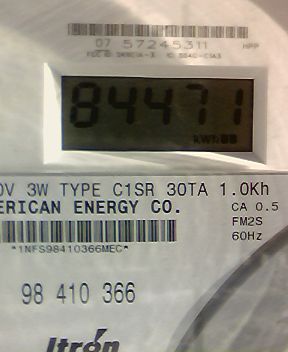 07 57245311 HPP
84471
kWh
0V 3W TYPE C1SR 30TA 1.0Kh
ERICAN ENERGY CO. CA 0.5
FM2S
60Hz
*1NFS98410366MEC*
98 410 366
Itron